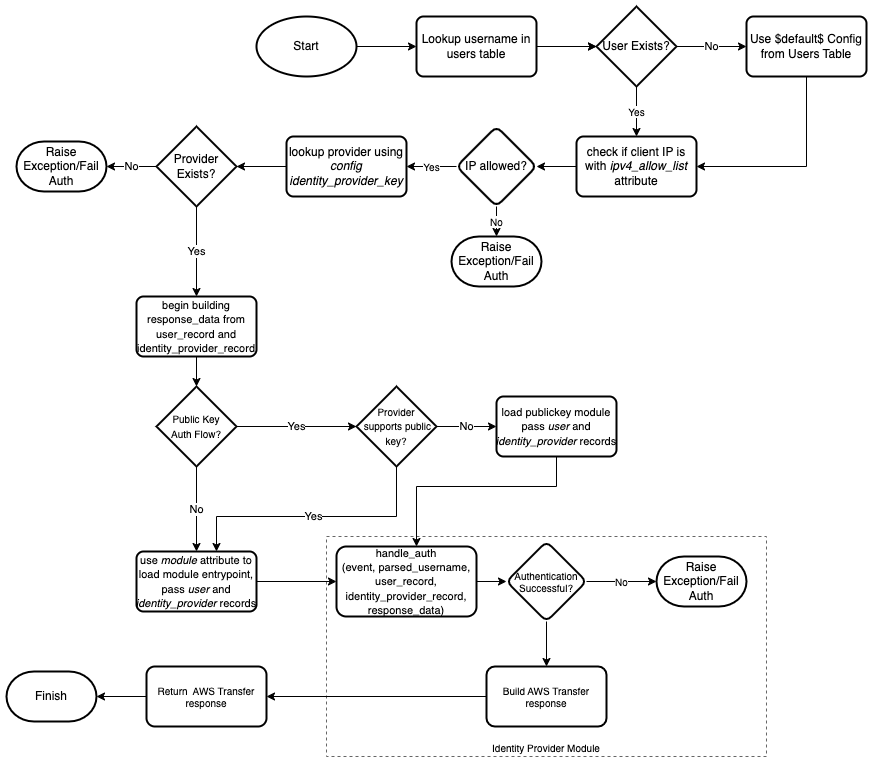 Start
Lookup username in
users table
User Exists?
No
Use $default$ Config
from Users Table
Yes
Raise
Exception/Fail
Auth
No
Provider
Exists?
lookup provider using
config
identity_provider_key
Yes
IP allowed?
check if client IP is
with ipv4_allow_list
attribute
No
Raise
Exception/Fail
Auth
Yes
begin building
response_data from
user_record and
identity_provider_record
Public Key
Auth Flow?
Yes
Provider
supports public
key?
No
load publickey module
pass user and
identity_provider records
No
Yes
use module attribute to
load module entrypoint,
pass user and
identity_provider records
handle_auth
(event, parsed_username,
user_record,
identity_provider_record,
response_data)
Authentication
Successful?
No
Raise
Exception/Fail
Auth
Finish
Return  AWS Transfer
response
Build AWS Transfer
response
Identity Provider Module